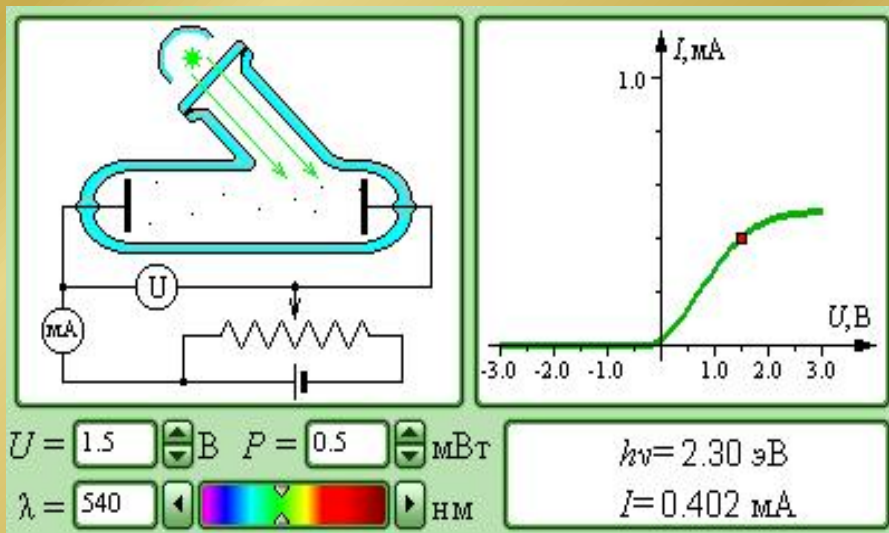 U
мА
I, мА
1.0
U, В
-3.0 -2.0 -1.0 1.0 2.0 3.0
U = 1.5 В P = 0.5 мВт
λ = 540 нм
hν= 2.30 эВ
I= 0.402 мА